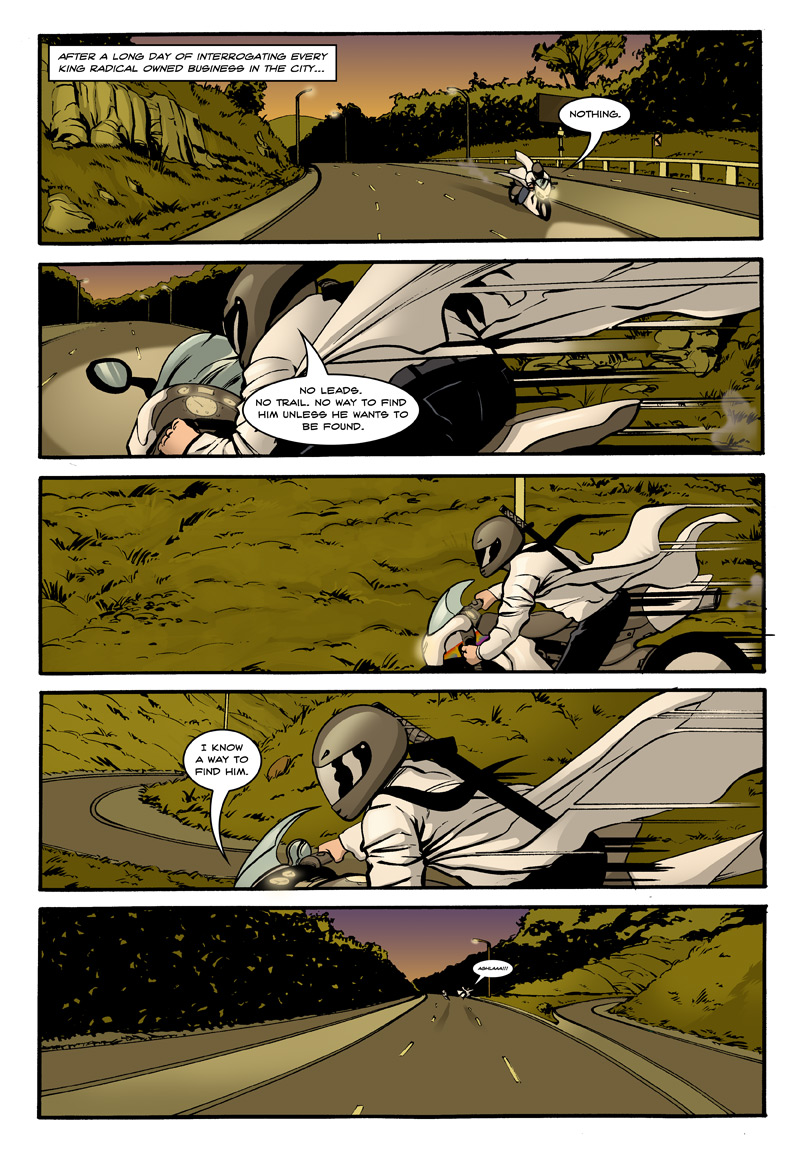 AFTER A LONG DAY OF INTERROGATING EVERY
KING RADICAL OWNED BUSINESS IN THE CITY...
NOTHING.
NO LEADS.
NO TRAIL. NO WAY TO FIND
HIM UNLESS HE WANTS TO
BE FOUND.
I KNOW
A WAY TO
FIND HIM.
AGHLAAA!!!